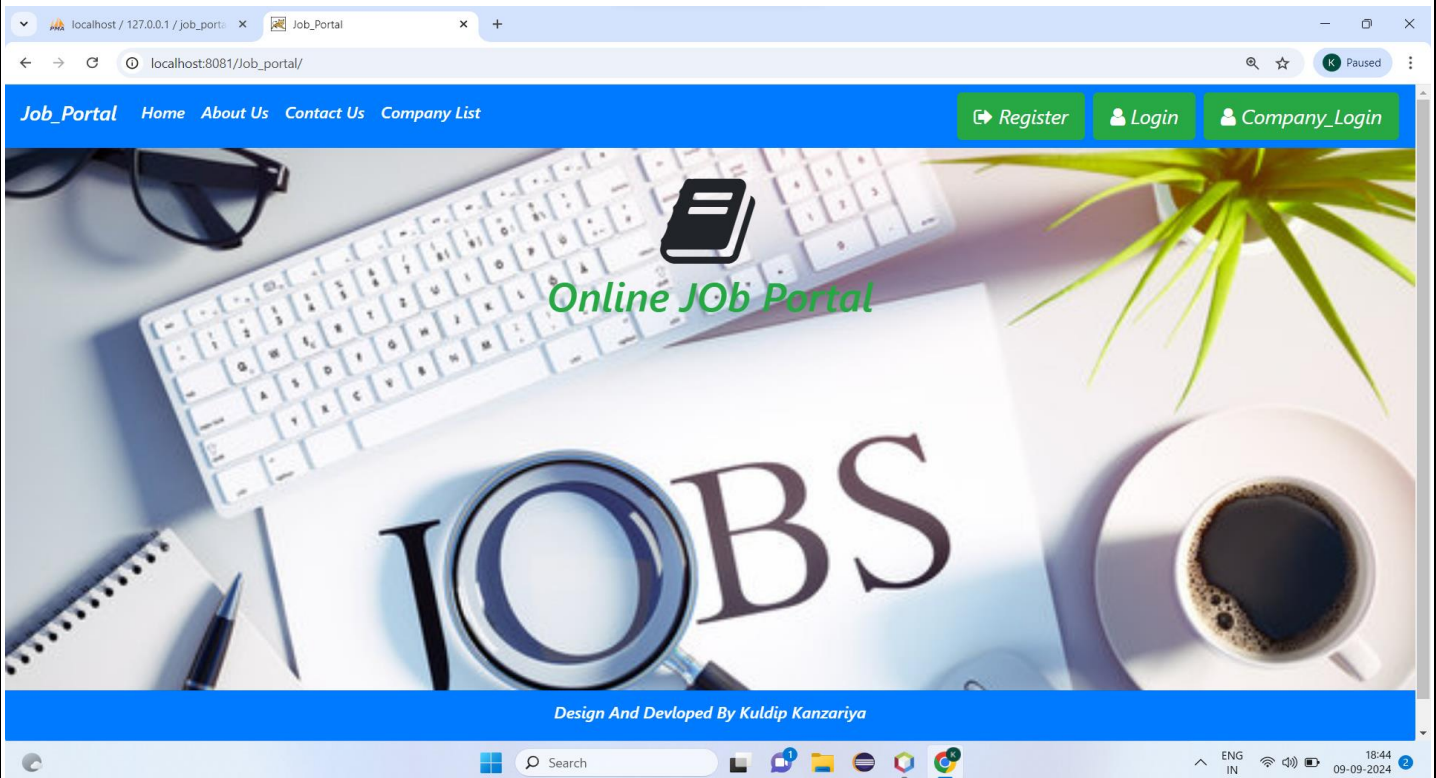 localhost / 127.0.0.1 / job_porta
Job_Portal
localhost:8081/Job_portal/
K Paused
Job_Portal Home About Us Contact Us Company List
Register Login Company_Login
Online JOb Portal
JOBS
Design And Devloped By Kuldip Kanzariya
Search
1
K
ENG
IN
18:44
09-09-2024
2